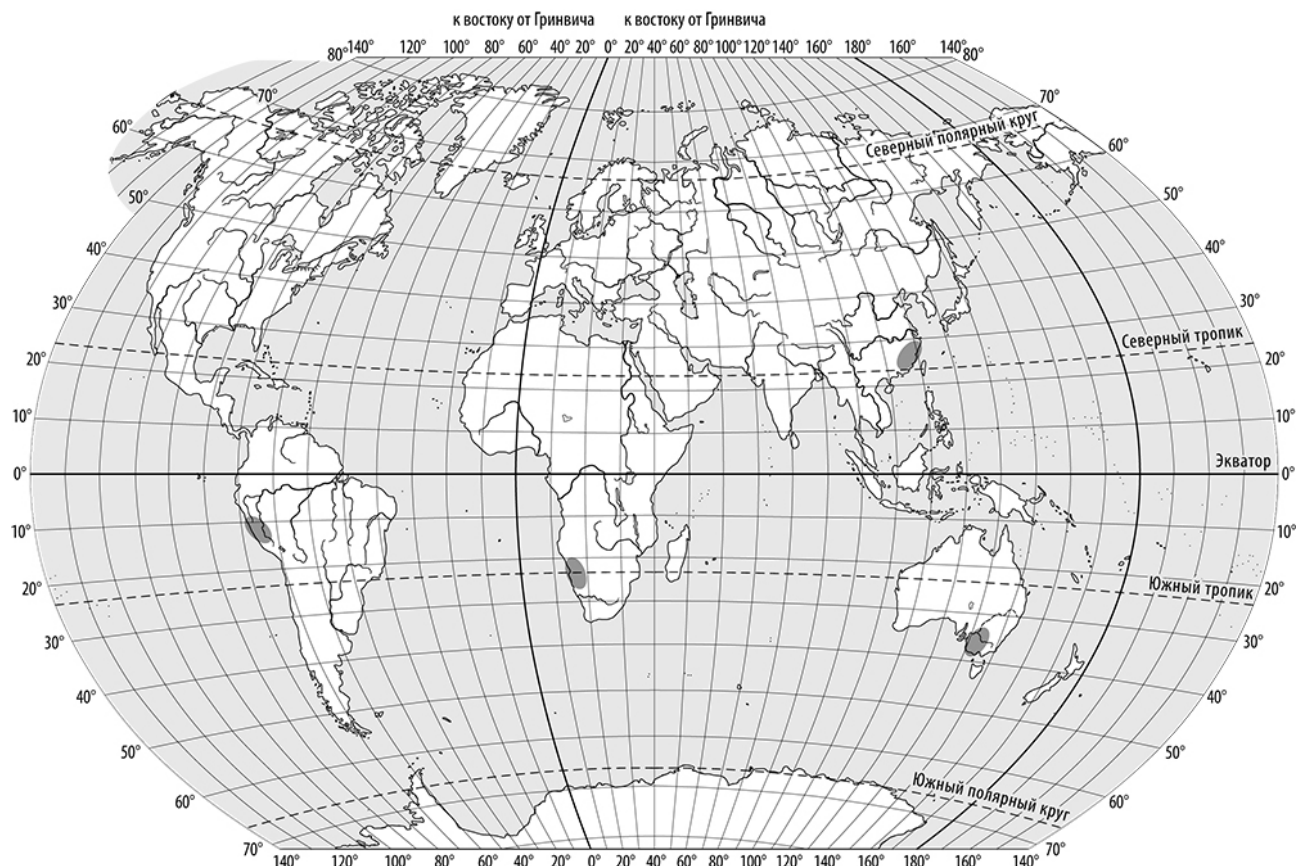 к востоку от Гринвича к востоку от Гринвича
80° 140° 120° 100° 80° 60° 40° 20° 0° 20° 40° 60° 80° 100° 120° 140° 160° 180° 160° 140° 80°
70° 70°
60° Северный полярный круг 60°
50° 50°
40° 40°
30° 30°
Северный тропик
20° 20°
10° 10°
0° Экватор 0°
10° 10°
20° Южный тропик 20°
30° 30°
40° 40°
50° 50°
60° Южный полярный круг 60°
70° 140° 120° 100° 80° 60° 40° 20° 0° 20° 40° 60° 80° 100° 120° 140° 160° 180° 160° 140° 70°